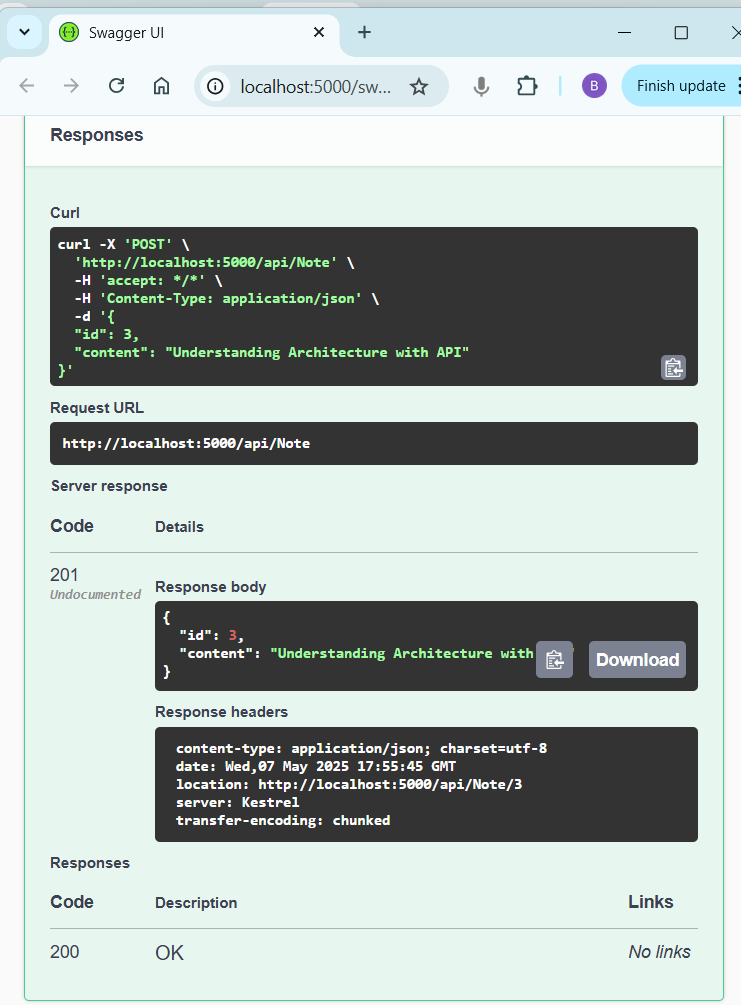 Swagger UI
localhost:5000/sw...
B
Finish update
Responses
Curl
curl -X 'POST' \
'http://localhost:5000/api/Note' \
-H 'accept: */*' \
-H 'Content-Type: application/json' \
-d '{
"id": 3,
"content": "Understanding Architecture with API"
}'
Request URL
http://localhost:5000/api/Note
Server response
Code Details
201
Undocumented
Response body
{
"id": 3,
"content": "Understanding Architecture with
}
Download
Response headers
content-type: application/json; charset=utf-8
date: Wed,07 May 2025 17:55:45 GMT
location: http://localhost:5000/api/Note/3
server: Kestrel
transfer-encoding: chunked
Responses
Code Description Links
200 OK No links